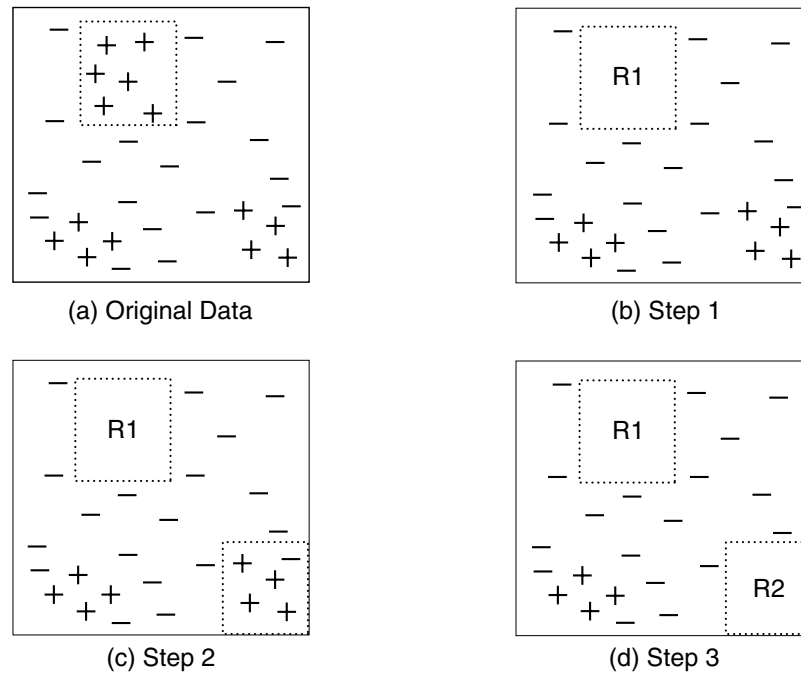 R1
(a) Original Data
(b) Step 1
R1
R1
R2
(c) Step 2
(d) Step 3